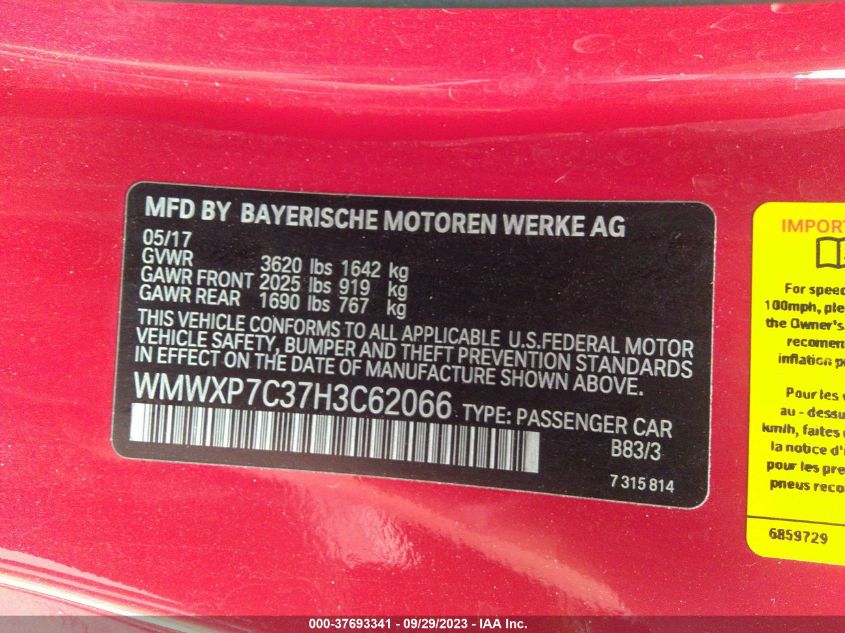 MFD BY BAYERISCHE MOTOREN WERKE AG
05/17
GVWR 3620 lbs 1642 kg
GAWR FRONT 2025 lbs 919 kg
GAWR REAR 1690 lbs 767 kg
THIS VEHICLE CONFORMS TO ALL APPLICABLE U.S.FEDERAL MOTOR
VEHICLE SAFETY, BUMPER AND THEFT PREVENTION STANDARDS
IN EFFECT ON THE DATE OF MANUFACTURE SHOWN ABOVE.
WMWXP7C37H3C62066 TYPE: PASSENGER CAR
B83/3
7 315 814
IMPORT
For speed
100mph, ple
the Owner's
recomen
inflation p
Pour les v
au - dessu
km/h, faites
la notice d'
pour les pre
pneus reco
6859729
000-37693341 - 09/29/2023 - IAA Inc.